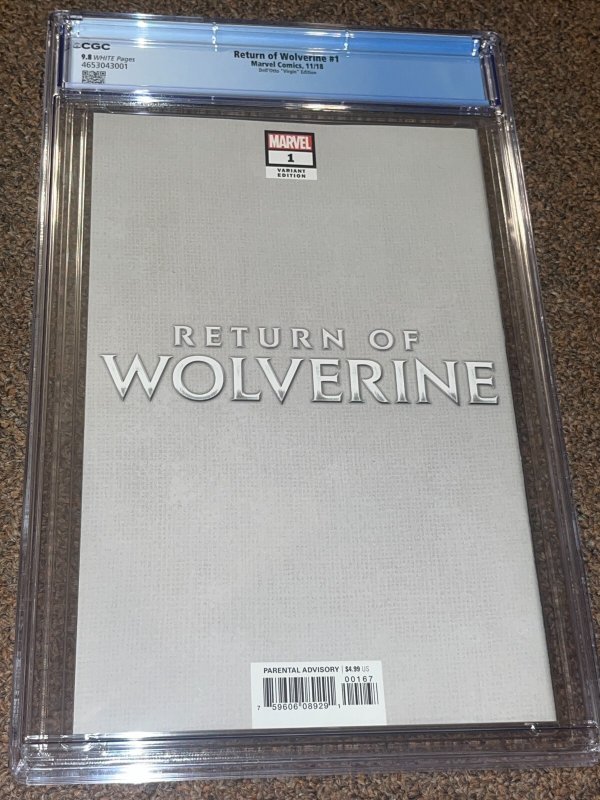 CGC
9.8 WHITE Pages
4653043001
Return of Wolverine #1
Marvel Comics, 11/18
Dell'Otto "Virgin" Edition
MARVEL
1
VARIANT
EDITION
RETURN OF
WOLVERINE
PARENTAL ADVISORY $4.99 US
00167
7 59606 08929 1